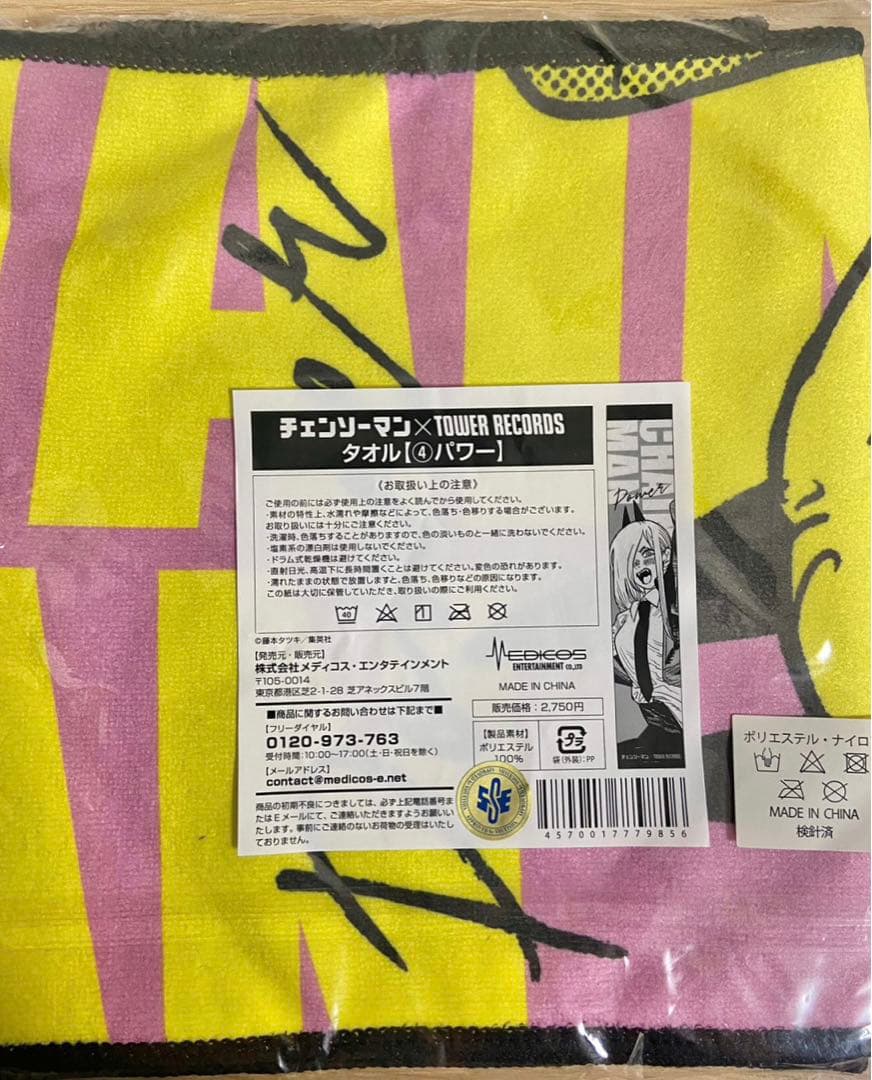 チェンソーマン×TOWER RECORDS
タオル【④パワー】
《お取扱い上の注意》
ご使用の前には必ず使用上の注意をよく読んでから使用してください。
・素材の特性上、水濡れや摩擦などによって、色落ち・色移りする場合がございます。
お取り扱いには十分にご注意ください。
・洗濯時、色落ちすることがありますので、色の淡いものと一緒に洗わないでください。
・塩素系の漂白剤は使用しないでください。
・ドラム式乾燥機は避けてください。
・直射日光、高温下に長時間置くことは避けてください。変色の恐れがあります。
・濡れたままの状態で放置しますと、色落ち、色移りなどの原因になります。
この紙は大切に保管していただき、取り扱いの際にご利用ください。
40
©藤本タツキ/集英社
【発売元・販売元】
株式会社メディコス・エンタテインメント
〒105-0014
東京都港区芝2-1-28 芝アネックスビル7階
■商品に関するお問い合わせは下記まで■
【フリーダイヤル】
0120-973-763
受付時間:10:00〜17:00(土・日・祝日を除く)
【メールアドレス】
contact@medicos-e.net
商品の初期不良につきましては、必ず上記電話番号ま
たはEメールにて、ご連絡いただきますようお願いい
たします。事前にご連絡のないお荷物の受理はいたし
ておりません。
MEDICOS
ENTERTAINMENT CO.,LTD
MADE IN CHINA
販売価格:2,750円
【製品素材】
ポリエステル
100%
プラ
袋(外装):PP
SSE
4570017779856
CHAI
MA
Power
チェンソーマン TOWER RECORDS
ポリエステル・ナイロ
MADE IN CHINA
検針済